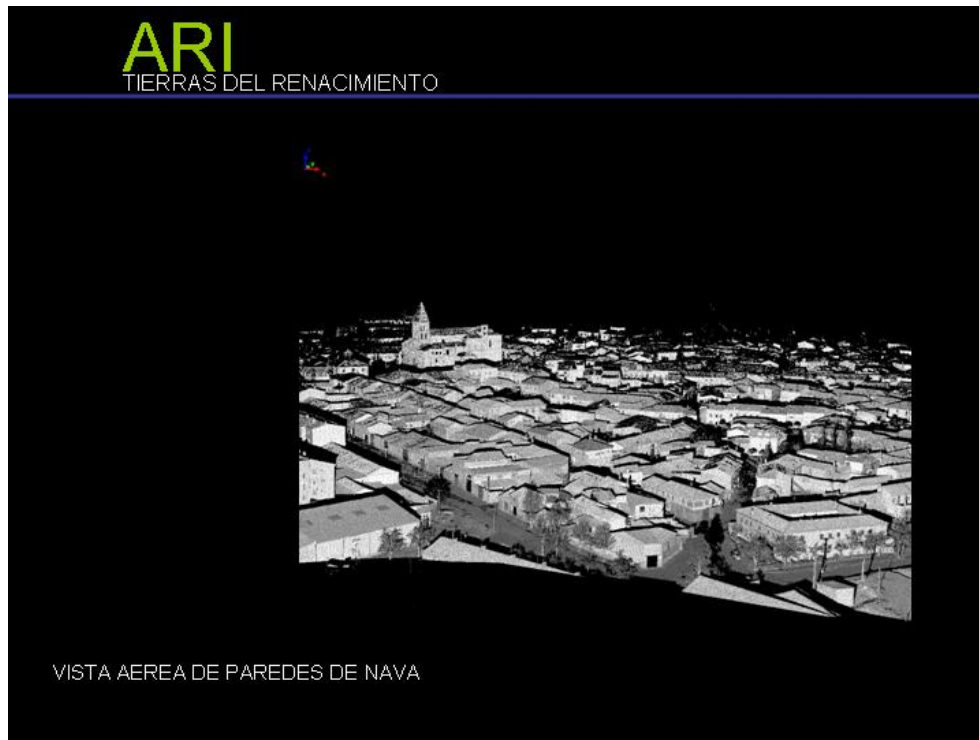 ARI
TIERRAS DEL RENACIMIENTO
VISTA AEREA DE PAREDES DE NAVA